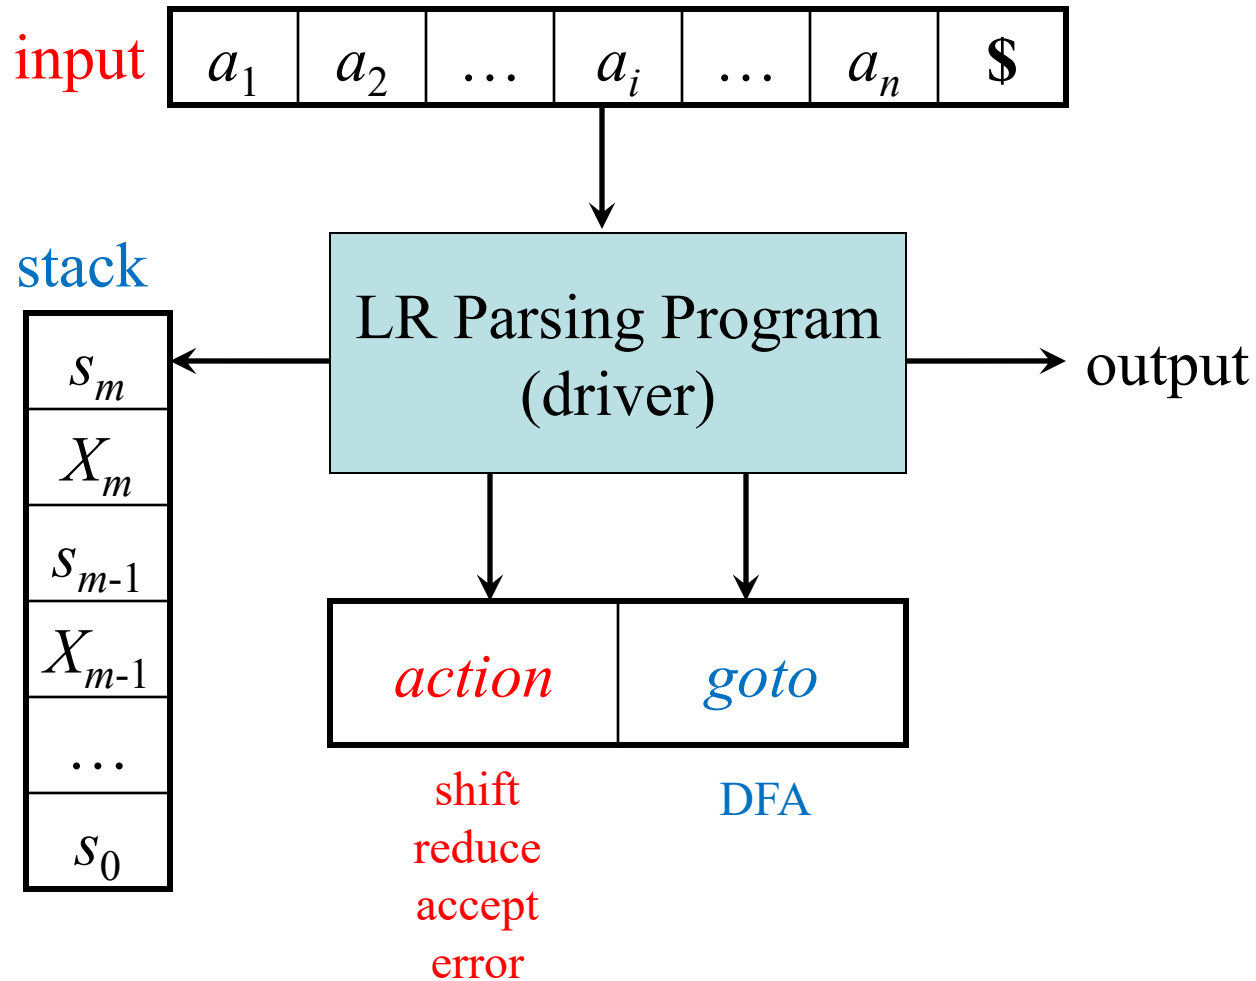 input a₁ a₂ … aᵢ … aₙ $
stack
LR Parsing Program
(driver)
output
sₘ
Xₘ
sₘ₋₁
Xₘ₋₁
…
s₀
action goto
shift
reduce
accept
error
DFA